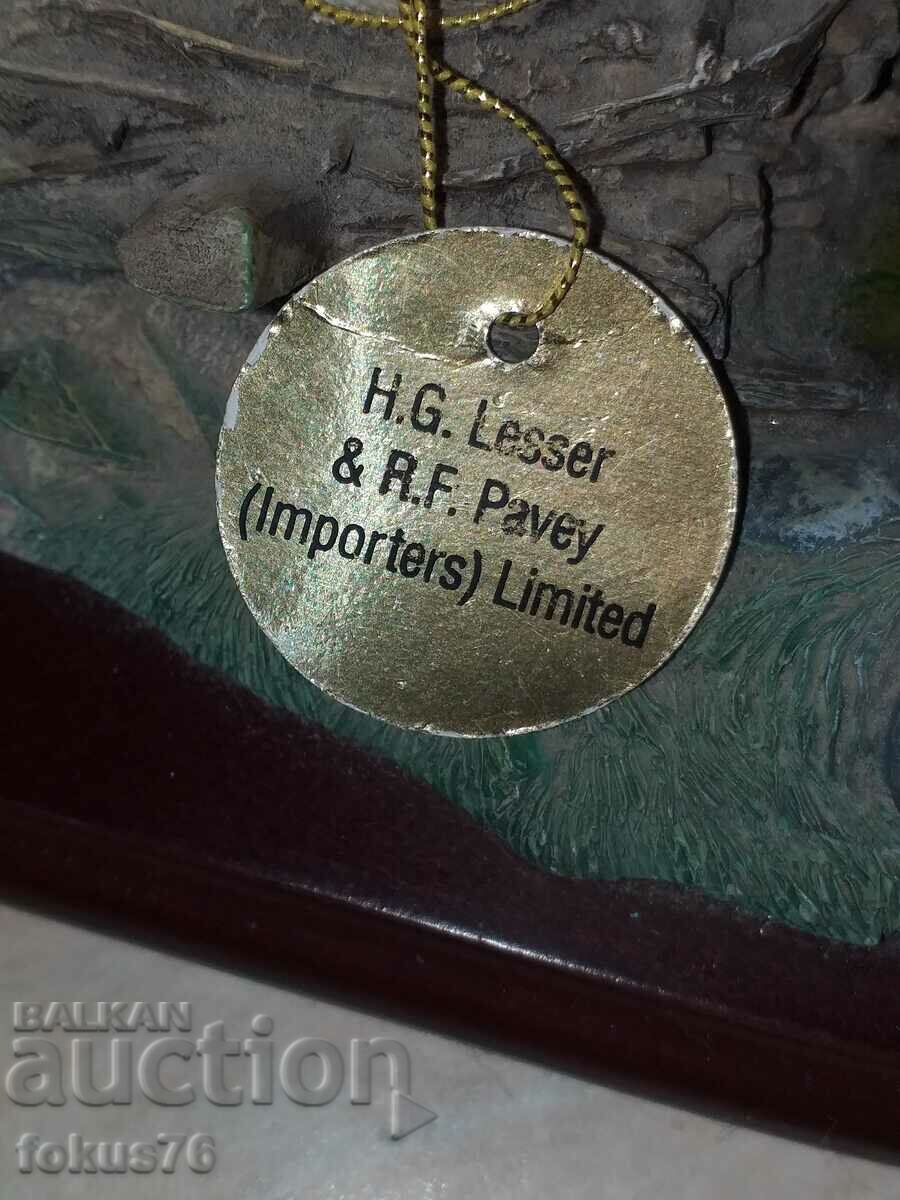 H.G. Lesser
& R.F. Pavey
(Importers) Limited
BALKAN
auction
fokus76